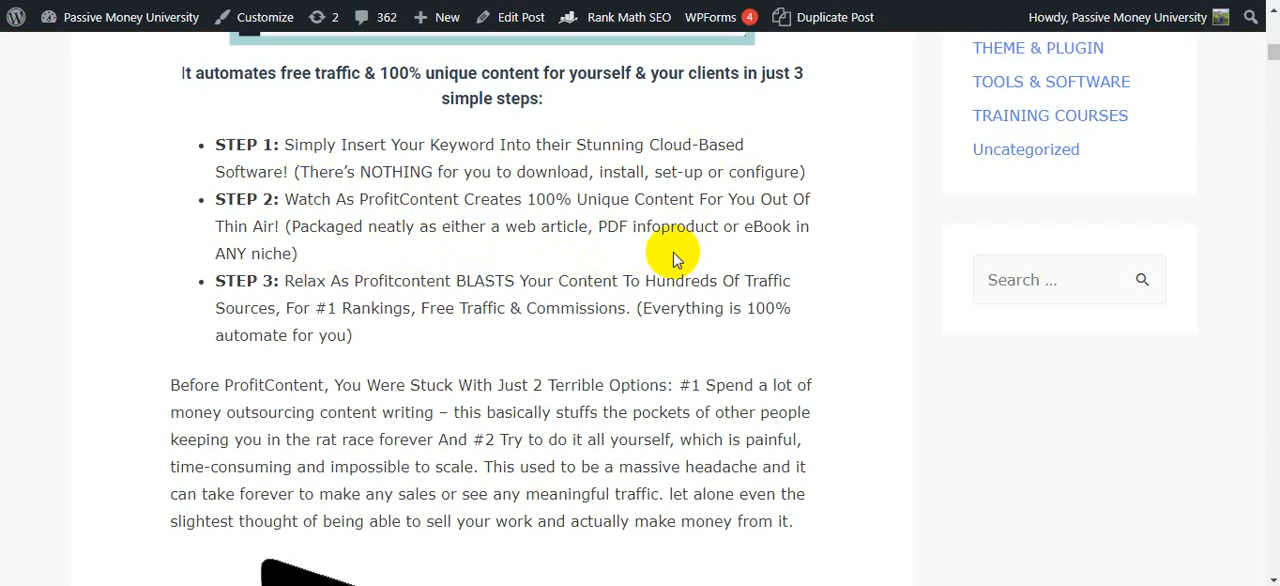 Passive Money University Customize 2 362 New Edit Post Rank Math SEO WPForms 4 Duplicate Post Howdy, Passive Money University
It automates free traffic & 100% unique content for yourself & your clients in just 3
simple steps:
• STEP 1: Simply Insert Your Keyword Into their Stunning Cloud-Based
Software! (There’s NOTHING for you to download, install, set-up or configure)
• STEP 2: Watch As ProfitContent Creates 100% Unique Content For You Out Of
Thin Air! (Packaged neatly as either a web article, PDF infoproduct or eBook in
ANY niche)
• STEP 3: Relax As Profitcontent BLASTS Your Content To Hundreds Of Traffic
Sources, For #1 Rankings, Free Traffic & Commissions. (Everything is 100%
automate for you)
Before ProfitContent, You Were Stuck With Just 2 Terrible Options: #1 Spend a lot of
money outsourcing content writing – this basically stuffs the pockets of other people
keeping you in the rat race forever And #2 Try to do it all yourself, which is painful,
time-consuming and impossible to scale. This used to be a massive headache and it
can take forever to make any sales or see any meaningful traffic. let alone even the
slightest thought of being able to sell your work and actually make money from it.
THEME & PLUGIN
TOOLS & SOFTWARE
TRAINING COURSES
Uncategorized
Search ...